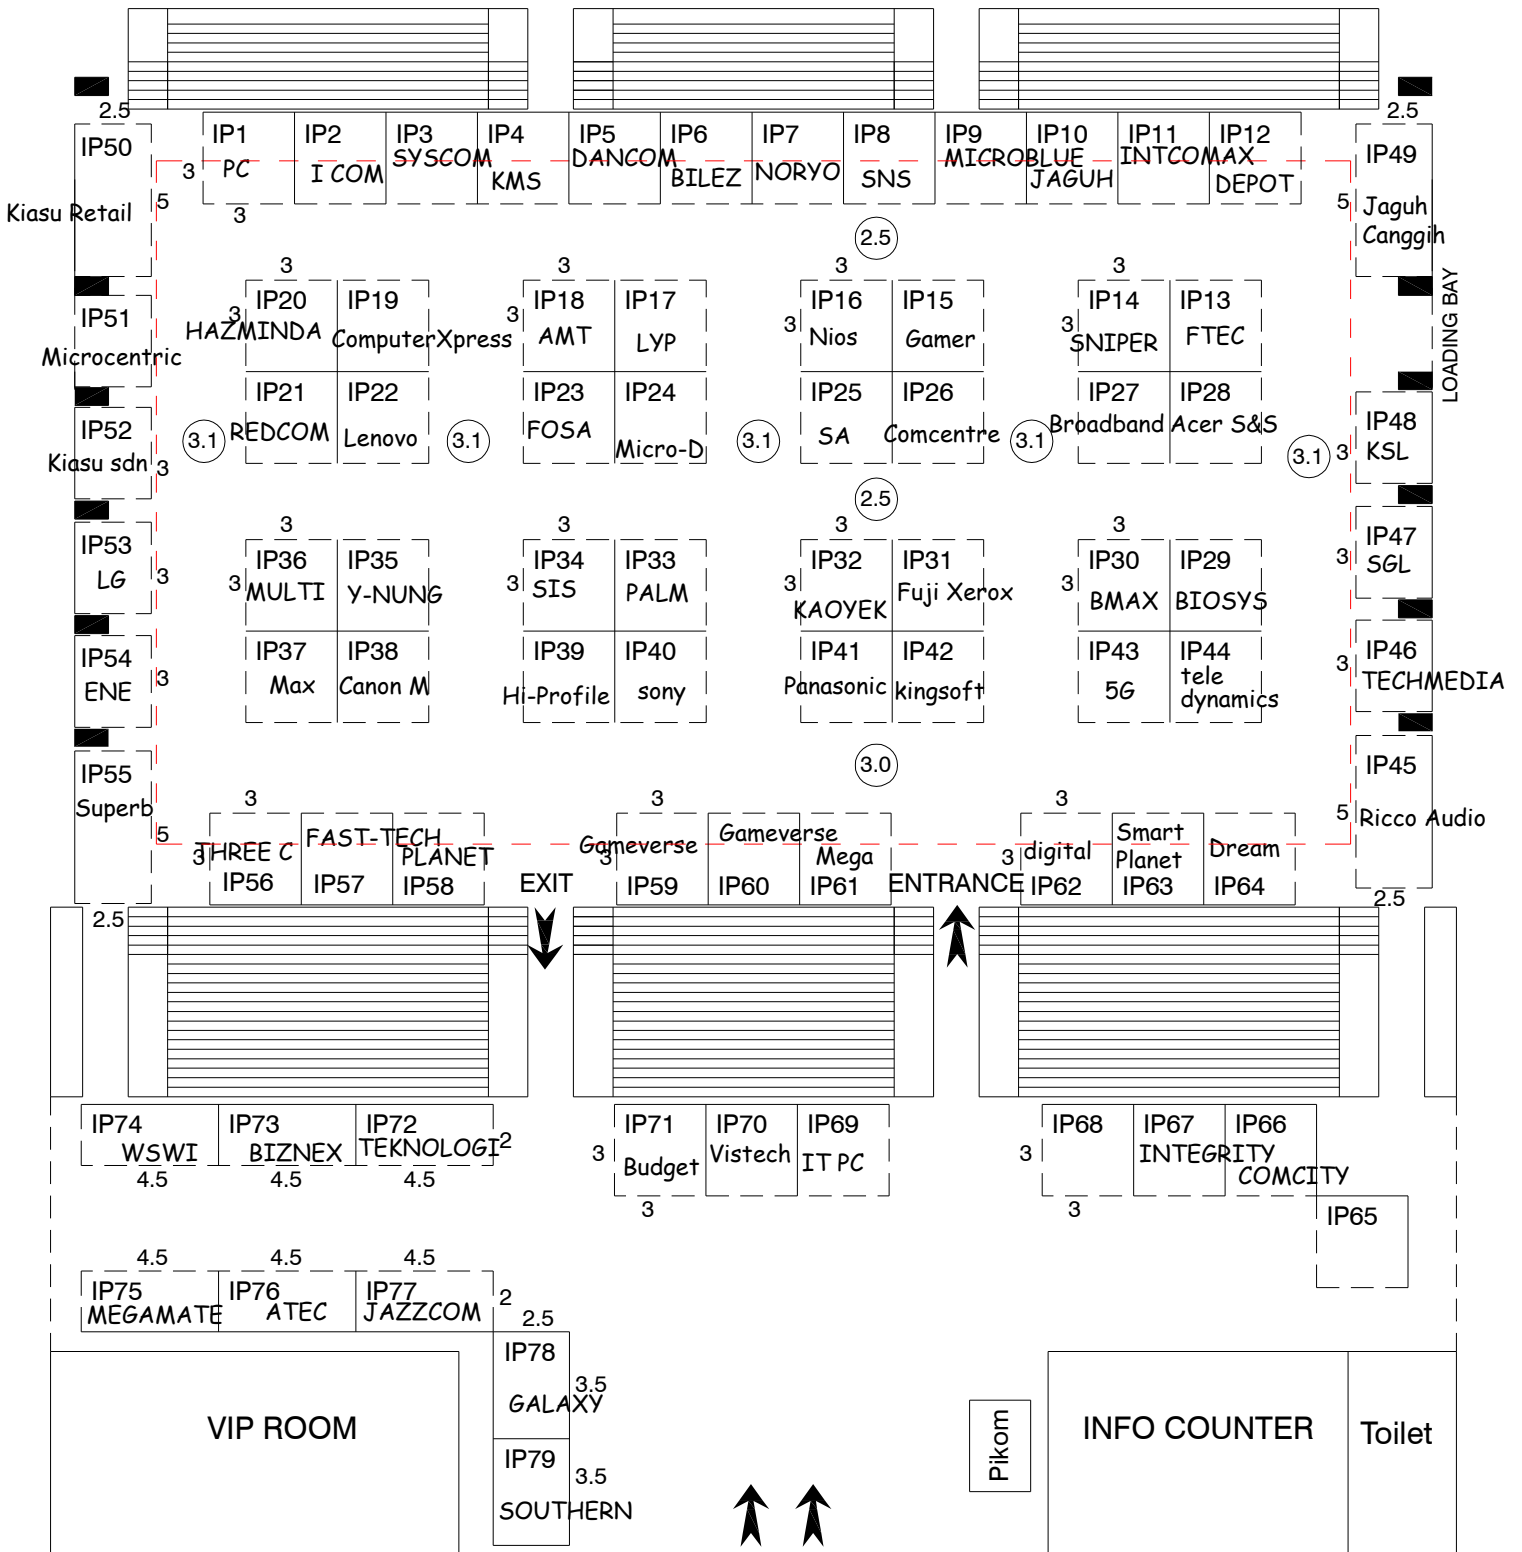 2.5
2.5
IP50
IP1
IP2
IP3
IP4
IP5
IP6
IP7
IP8
IP9
IP10
IP11
IP12
IP49
3
PC
I COM
SYSCOM
KMS
DANCOM
BILEZ
NORYO
SNS
MICROBLUE
JAGUH
INTCOMAX
DEPOT
Kiasu Retail
5
3
5
Jaguh
Canggih
2.5
LOADING BAY
3
3
3
3
IP51
Microcentric
3
IP20
HAZMINDA
IP19
ComputerXpress
3
IP18
AMT
IP17
LYP
3
IP16
Nios
IP15
Gamer
3
IP14
SNIPER
IP13
FTEC
IP52
Kiasu sdn
3
3.1
IP21
REDCOM
IP22
Lenovo
3.1
IP23
FOSA
IP24
Micro-D
3.1
IP25
SA
IP26
Comcentre
3.1
IP27
Broadband
IP28
Acer S&S
3.1
3
IP48
KSL
2.5
3
3
3
3
IP53
LG
3
3
IP36
MULTI
IP35
Y-NUNG
3
IP34
SIS
IP33
PALM
3
IP32
KAOYEK
IP31
Fuji Xerox
3
IP30
BMAX
IP29
BIOSYS
3
IP47
SGL
IP54
ENE
3
IP37
Max
IP38
Canon M
IP39
Hi-Profile
IP40
sony
IP41
Panasonic
IP42
kingsoft
IP43
5G
IP44
tele
dynamics
3
IP46
TECHMEDIA
3.0
IP55
Superb
5
5
IP45
Ricco Audio
3
3
3
3
THREE C
IP56
FAST-TECH
IP57
PLANET
IP58
EXIT
3
Gameverse
IP59
Gameverse
IP60
Mega
IP61
ENTRANCE
3
digital
IP62
Smart
Planet
IP63
Dream
IP64
2.5
2.5
IP74
WSWI
IP73
BIZNEX
IP72
TEKNOLOGI
2
4.5
4.5
4.5
3
IP71
Budget
IP70
Vistech
IP69
IT PC
3
3
IP68
IP67
INTEGRITY
IP66
COMCITY
3
IP65
4.5
4.5
4.5
IP75
MEGAMATE
IP76
ATEC
IP77
JAZZCOM
2
2.5
IP78
GALAXY
3.5
IP79
SOUTHERN
3.5
VIP ROOM
Pikom
INFO COUNTER
Toilet